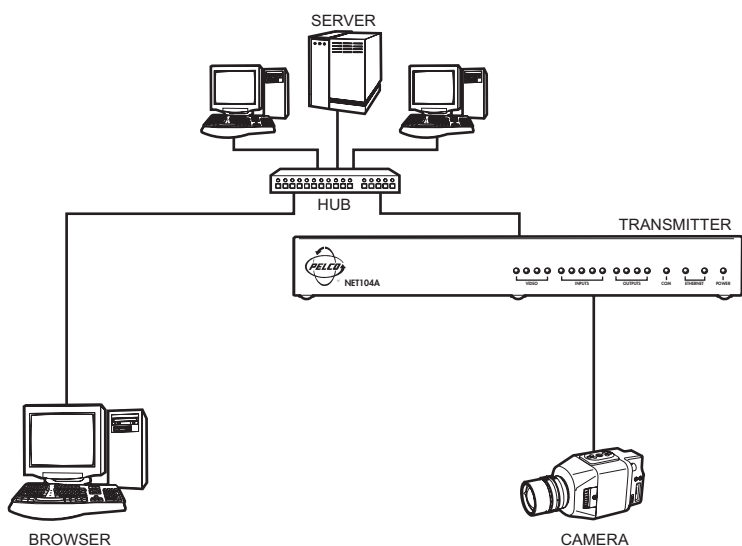 SERVER
HUB
TRANSMITTER
PELCO
NET104A
VIDEO INPUTS OUTPUTS COM ETHERNET POWER
BROWSER
CAMERA